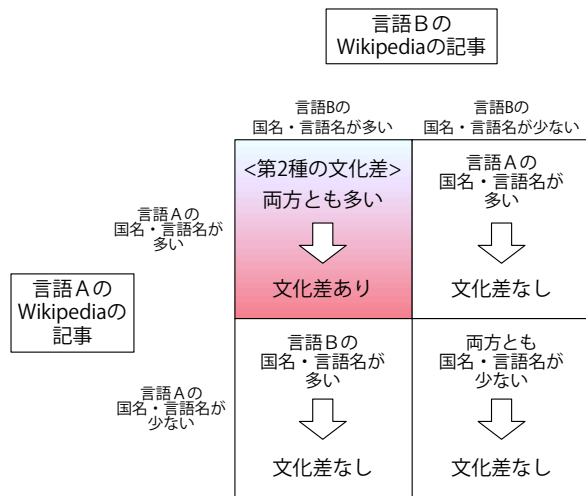 言語Bの
Wikipediaの記事
言語Bの
国名・言語名が多い
言語Bの
国名・言語名が少ない
言語Aの
国名・言語名が
多い
<第2種の文化差>
両方とも多い
文化差あり
言語Aの
国名・言語名が
多い
文化差なし
言語Aの
Wikipediaの
記事
言語Aの
国名・言語名が
少ない
言語Bの
国名・言語名が
多い
文化差なし
両方とも
国名・言語名が
少ない
文化差なし